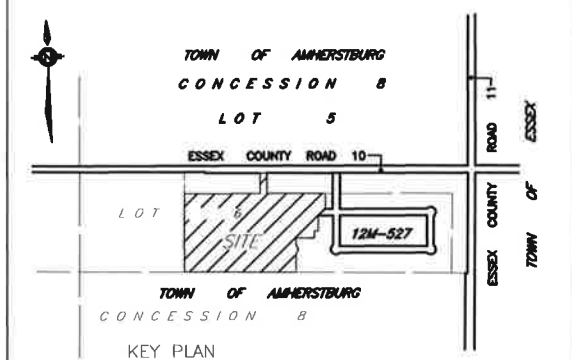 N
TOWN OF AMHERSTBURG
CONCESSION 8
LOT 5
ESSEX COUNTY ROAD 10
LOT 6
SITE
12M-527
TOWN OF AMHERSTBURG
CONCESSION 8
KEY PLAN
ESSEX COUNTY ROAD 11
TOWN OF ESSEX